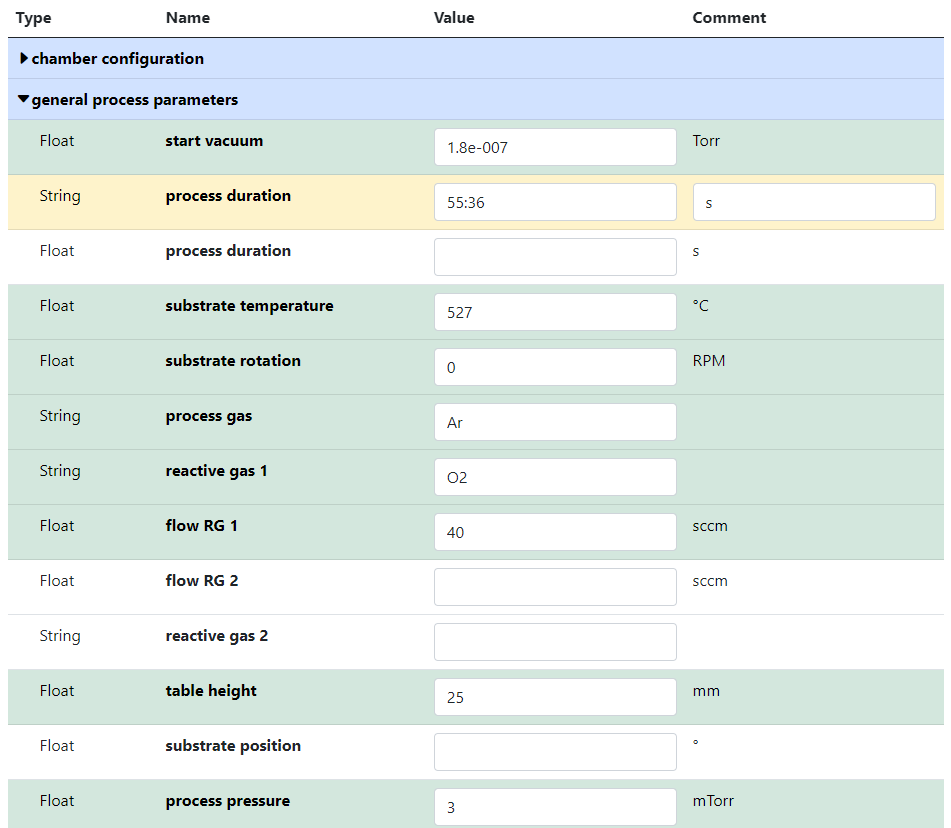 Type Name Value Comment
chamber configuration
general process parameters
Float start vacuum 1.8e-007 Torr
String process duration 55:36 s
Float process duration s
Float substrate temperature 527 °C
Float substrate rotation 0 RPM
String process gas Ar
String reactive gas 1 O2
Float flow RG 1 40 sccm
Float flow RG 2 sccm
String reactive gas 2
Float table height 25 mm
Float substrate position °
Float process pressure 3 mTorr